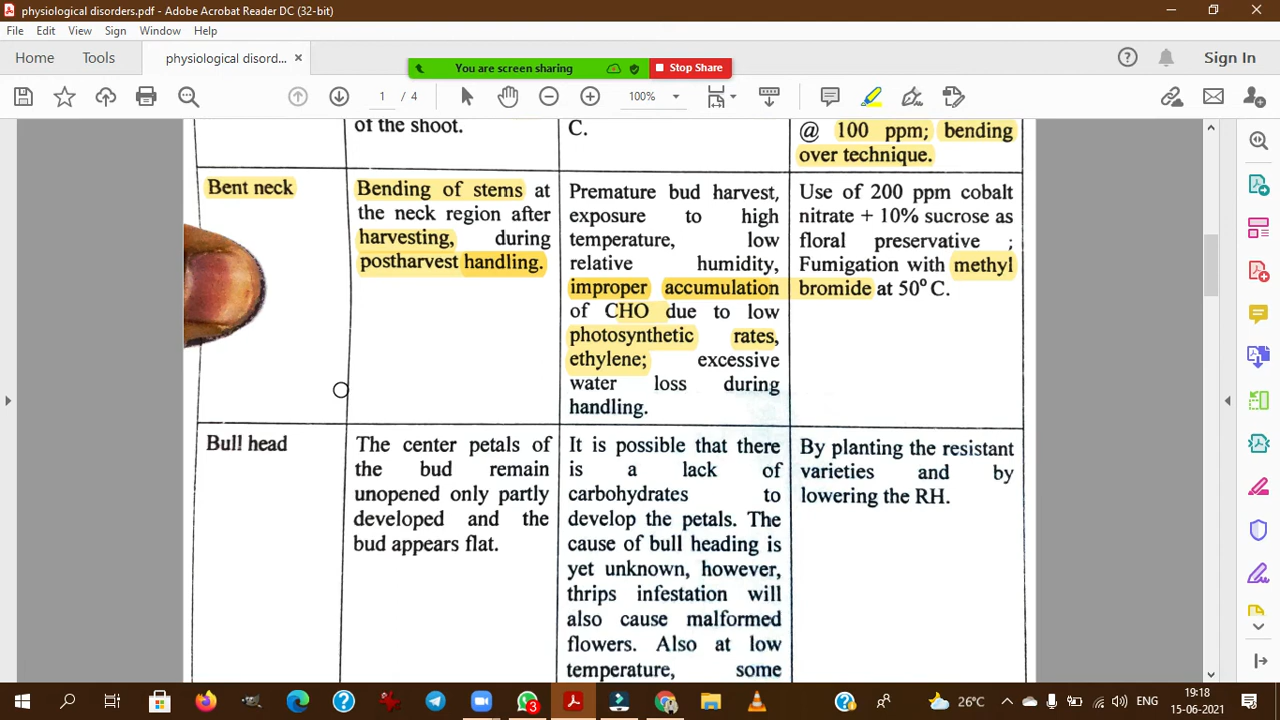 physiological disorders.pdf - Adobe Acrobat Reader DC (32-bit)
File Edit View Sign Window Help
Home Tools physiological disord... × Sign In
You are screen sharing Stop Share
1 / 4 100%
of the shoot.
C.
@ 100 ppm; bending
over technique.
Bent neck
Bending of stems at
the neck region after
harvesting, during
postharvest handling.
Premature bud harvest,
exposure to high
temperature, low
relative humidity,
improper accumulation
of CHO due to low
photosynthetic rates,
ethylene; excessive
water loss during
handling.
Use of 200 ppm cobalt
nitrate + 10% sucrose as
floral preservative ;
Fumigation with methyl
bromide at 50⁰ C.
Bull head
The center petals of
the bud remain
unopened only partly
developed and the
bud appears flat.
It is possible that there
is a lack of
carbohydrates to
develop the petals. The
cause of bull heading is
yet unknown, however,
thrips infestation will
also cause malformed
flowers. Also at low
temperature, some
By planting the resistant
varieties and by
lowering the RH.
3
26°C ENG 19:18
15-06-2021